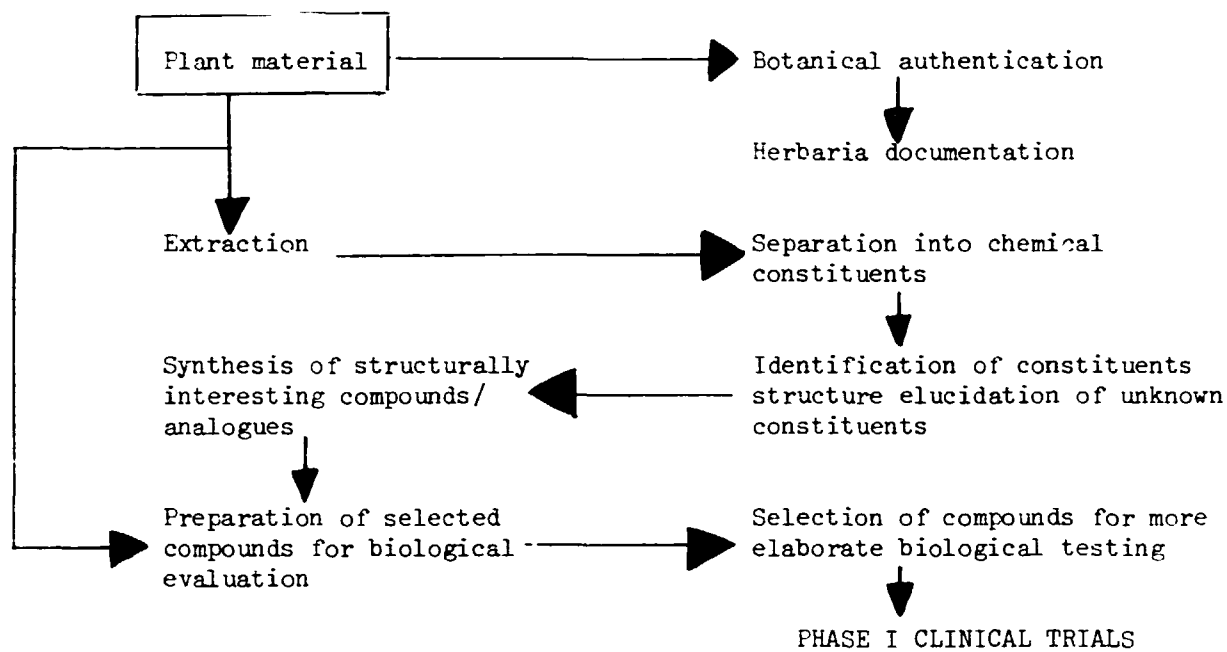 Plant material
Botanical authentication
Herbaria documentation
Extraction
Separation into chemical
constituents
Synthesis of structurally
interesting compounds/
analogues
Identification of constituents
structure elucidation of unknown
constituents
Preparation of selected
compounds for biological
evaluation
Selection of compounds for more
elaborate biological testing
PHASE I CLINICAL TRIALS